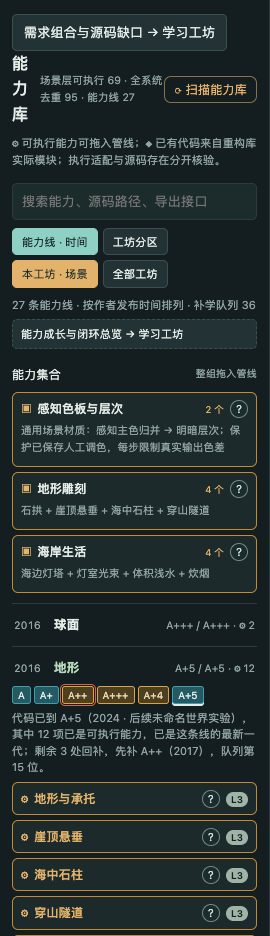 需求组合与源码缺口 → 学习工坊
能力库
场景层可执行 69 · 全系统去重 95 · 能力线 27
⟳ 扫描能力库
⚙ 可执行能力可拖入管线；◆ 已有代码来自重构库
实际模块；执行适配与源码存在分开核验。
搜索能力、源码路径、导出接口
能力线 · 时间
工坊分区
本工坊 · 场景
全部工坊
27 条能力线 · 按作者发布时间排列 · 补学队列 36
能力成长与闭环总览 → 学习工坊
能力集合
整组拖入管线
▣ 感知色板与层次 2 个 ?
通用场景材质：感知主色归并 → 明暗层次；保
护已保存人工调色，每步限制真实输出色差
▣ 地形雕刻 4 个 ?
石拱 + 崖顶悬垂 + 海中石柱 + 穿山隧道
▣ 海岸生活 4 个 ?
海边灯塔 + 灯室光束 + 体积浅水 + 炊烟
2016 球面 A+++ / A+++ · ⚙ 2
2016 地形 A+5 / A+5 · ⚙ 12
A A+ A++ A+++ A+4 A+5
代码已到 A+5（2024 · 后续未命名世界实验），
其中 12 项已是可执行能力，已是这条线的最新一
代；剩余 3 处回补，先补 A++（2017），队列第
15 位。
⚙ 地形与承托 ? L3
⚙ 崖顶悬垂 ? L3
⚙ 海中石柱 ? L3
⚙ 穿山隧道 ? L3